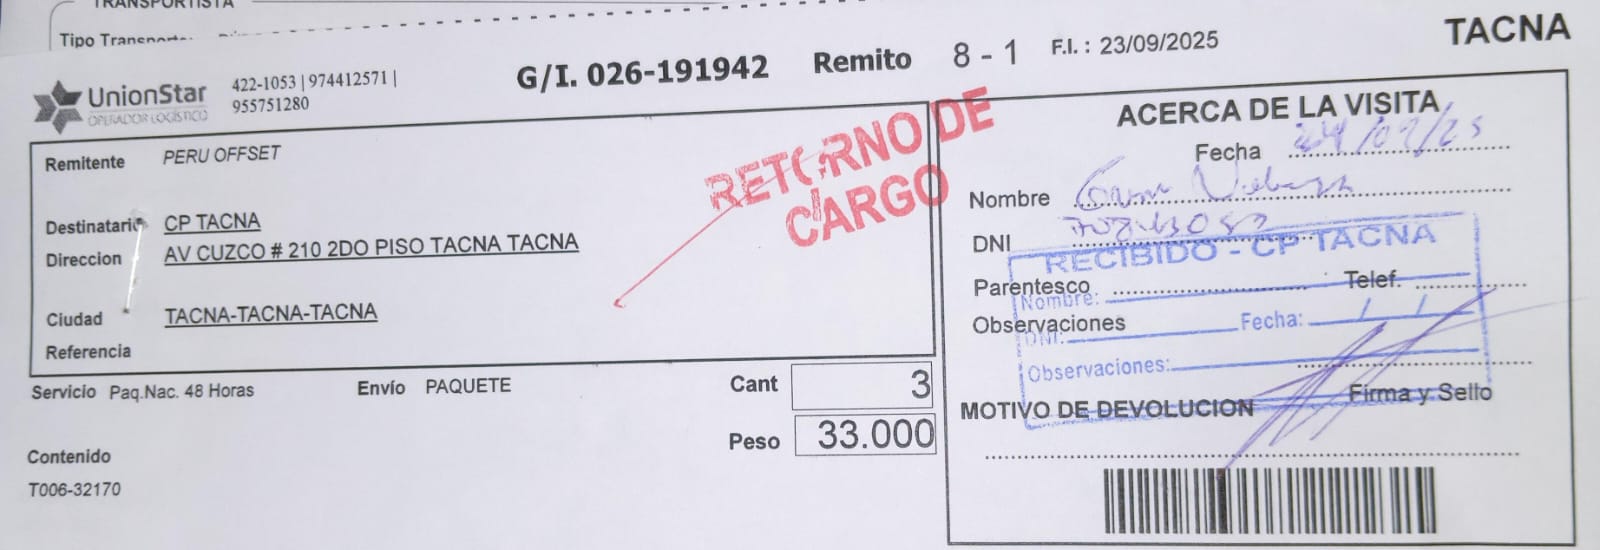 TRANSPORTISTA
Tipo Transporte:
UnionStar
OPERADOR LOGÍSTICO
422-1053 | 974412571 |
955751280
G/I. 026-191942
Remito
8 - 1
F.I. : 23/09/2025
TACNA
Remitente PERU OFFSET
Destinatario CP TACNA
Direccion AV CUZCO # 210 2DO PISO TACNA TACNA
Ciudad TACNA-TACNA-TACNA
Referencia
RETORNO DE
CARGO
Servicio Paq.Nac. 48 Horas
Envío PAQUETE
Cant 3
Peso 33.000
Contenido
T006-32170
ACERCA DE LA VISITA
Fecha 24/09/25
Nombre
DNI
RECIBIDO - CP TACNA
Parentesco Telef.
Nombre:
Observaciones
DNI: Fecha: / /
Observaciones:
Firma y Sello
MOTIVO DE DEVOLUCION